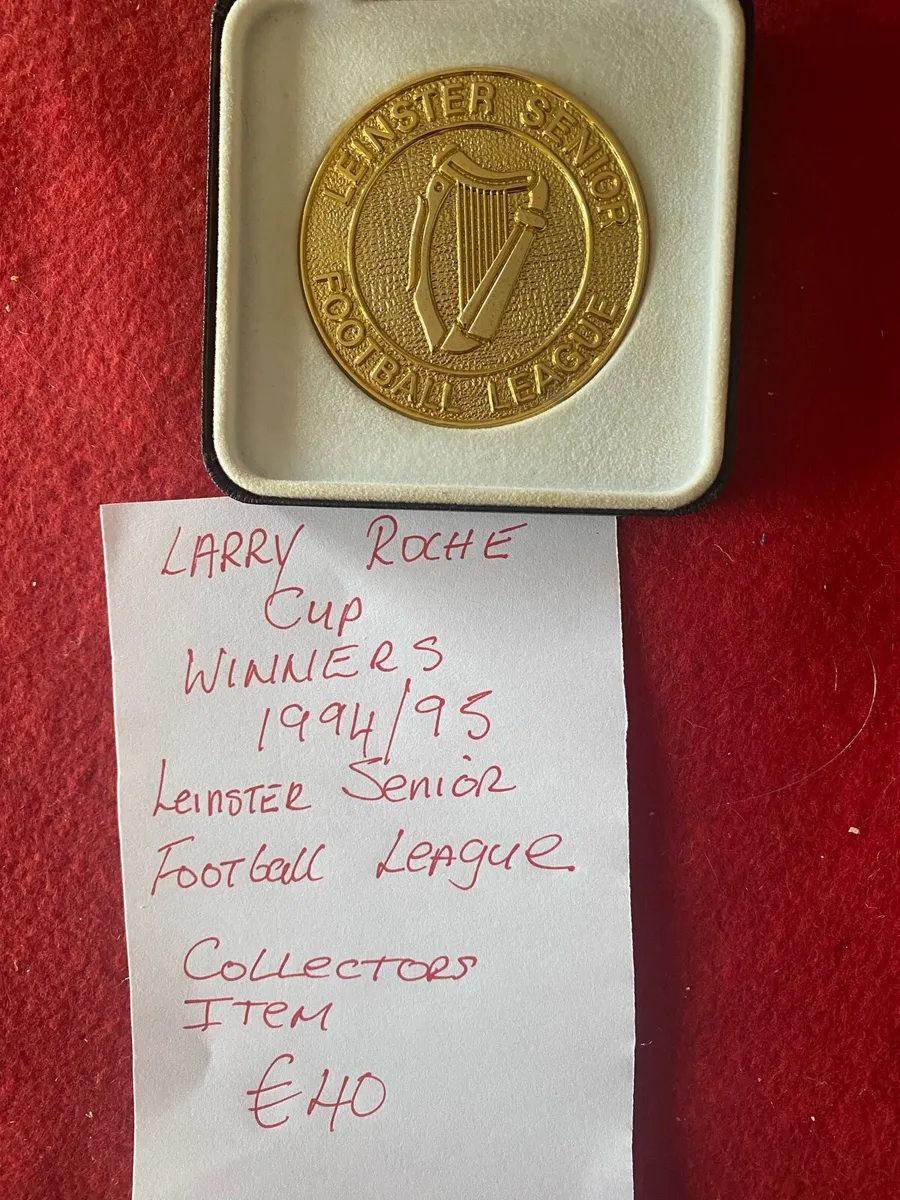 LEINSTER SENIOR
FOOTBALL LEAGUE
LARRY ROCHE
Cup
WINNERS
1994/95
Leinster Senior
Football League
Collectors
Item
€40